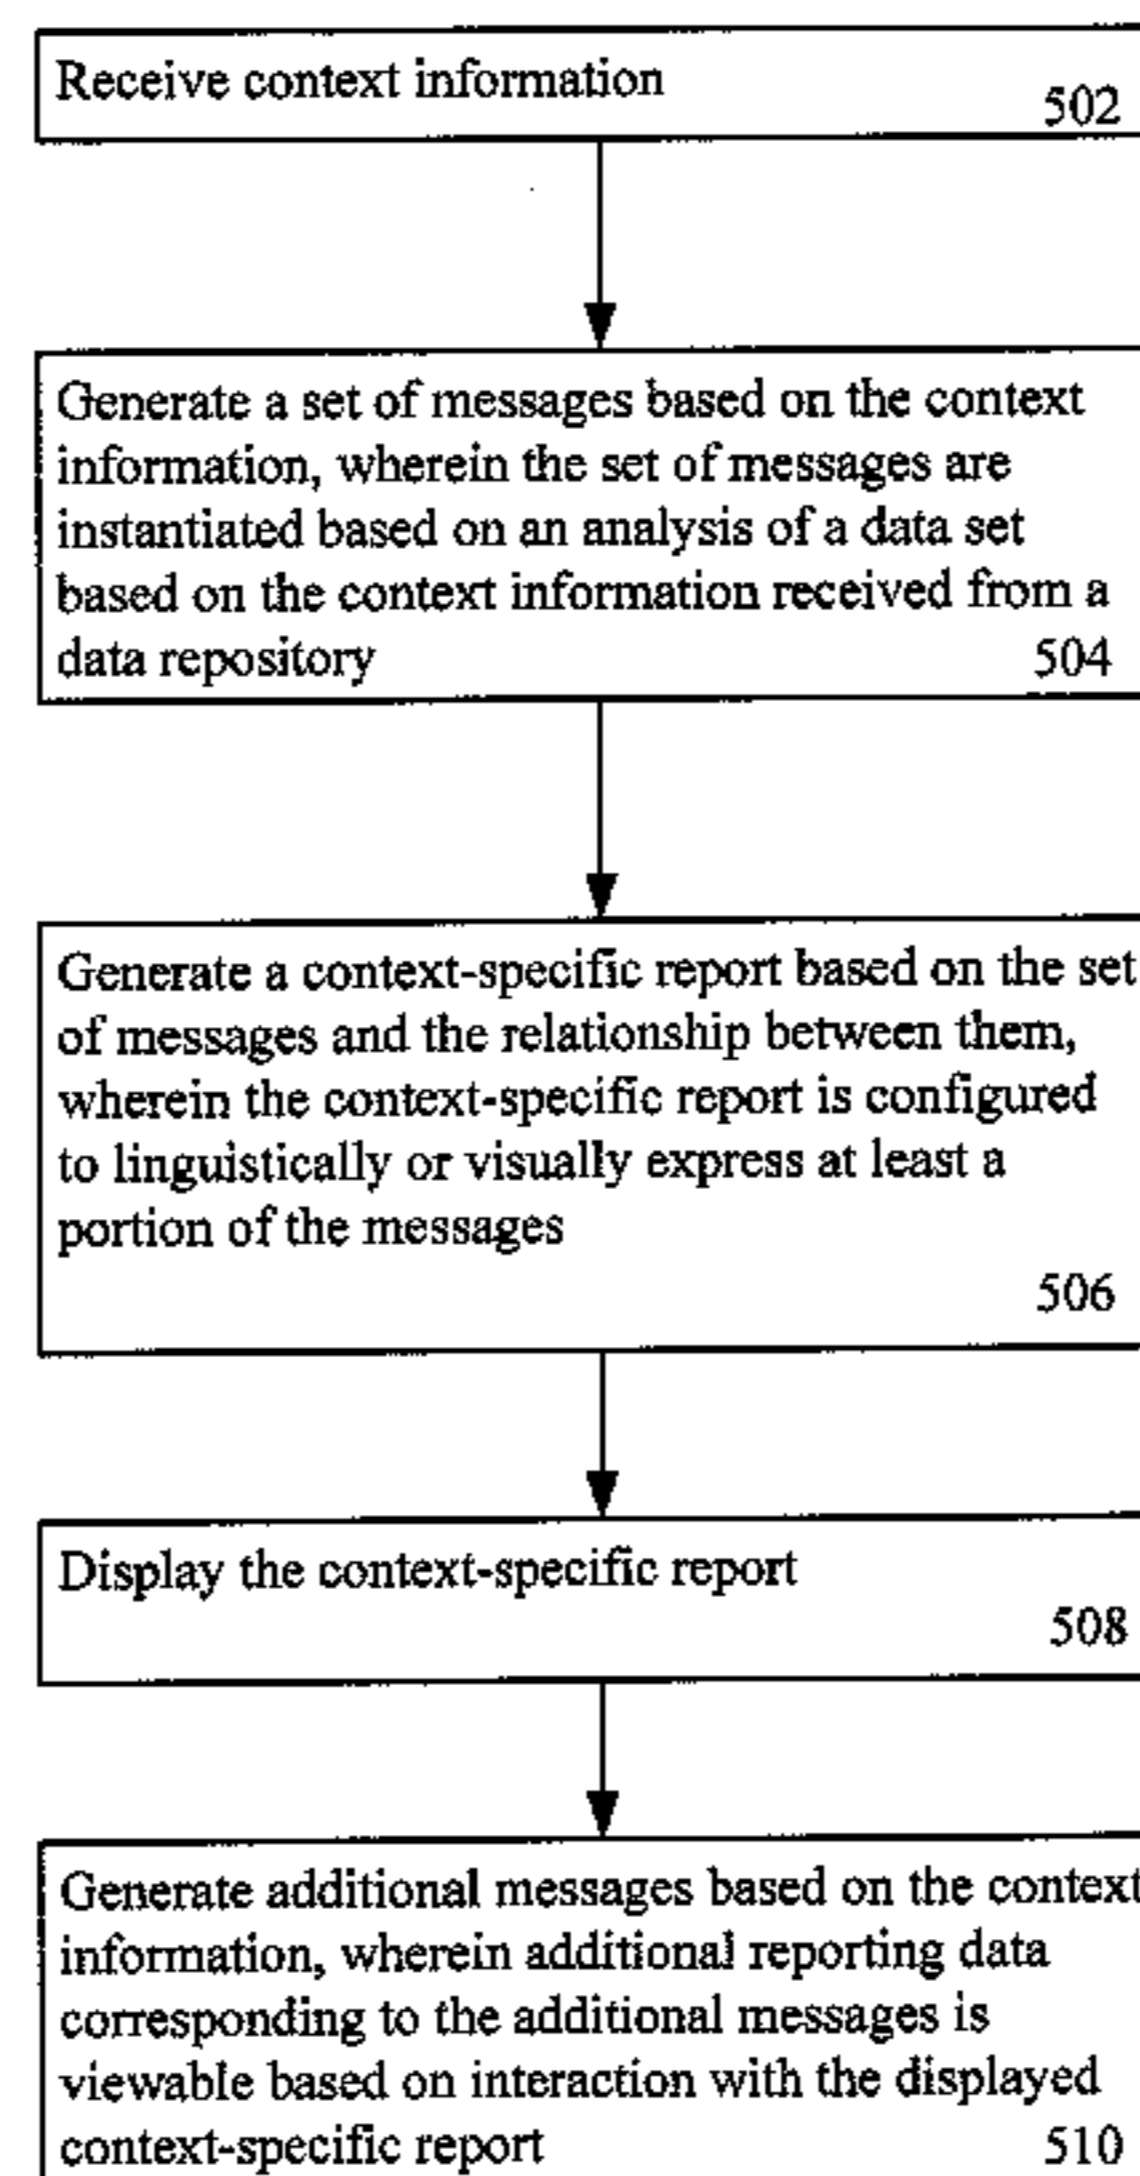 Receive context information
502
Generate a set of messages based on the context
information, wherein the set of messages are
instantiated based on an analysis of a data set
based on the context information received from a
data repository 504
Generate a context-specific report based on the set
of messages and the relationship between them,
wherein the context-specific report is configured
to linguistically or visually express at least a
portion of the messages
506
Display the context-specific report
508
Generate additional messages based on the context
information, wherein additional reporting data
corresponding to the additional messages is
viewable based on interaction with the displayed
context-specific report 510